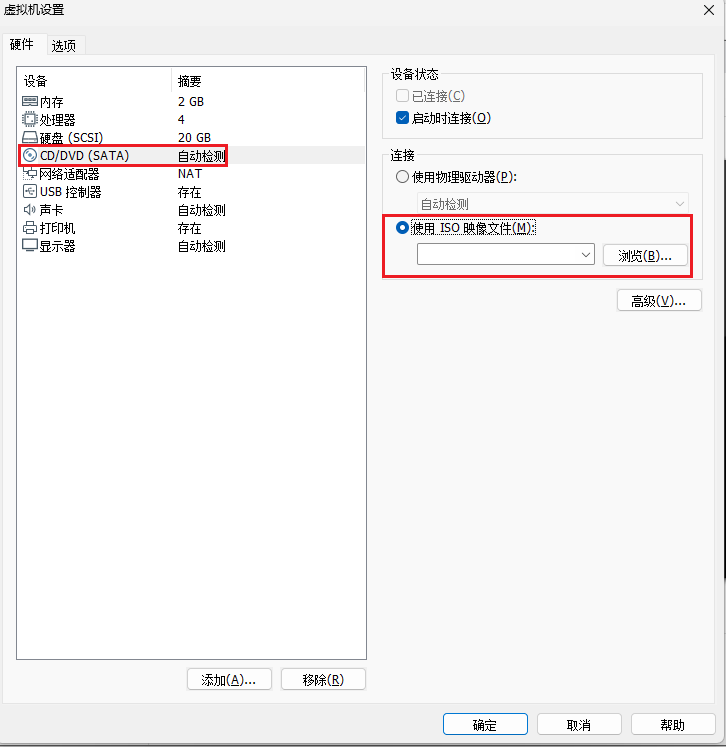 虚拟机设置
硬件 选项
设备 摘要
内存 2 GB
处理器 4
硬盘 (SCSI) 20 GB
CD/DVD (SATA) 自动检测
网络适配器 NAT
USB 控制器 存在
声卡 自动检测
打印机 存在
显示器 自动检测
添加(A)... 移除(R)
设备状态
已连接(C)
启动时连接(O)
连接
使用物理驱动器(P):
自动检测
使用 ISO 映像文件(M):
浏览(B)...
高级(V)...
确定 取消 帮助